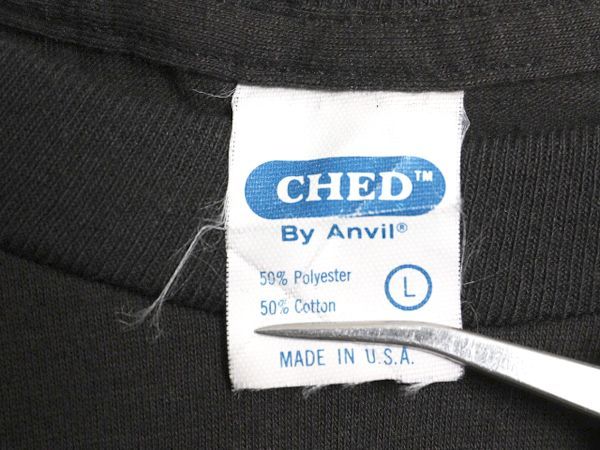 CHED™
By Anvil®
50% Polyester
50% Cotton
L
MADE IN U.S.A.